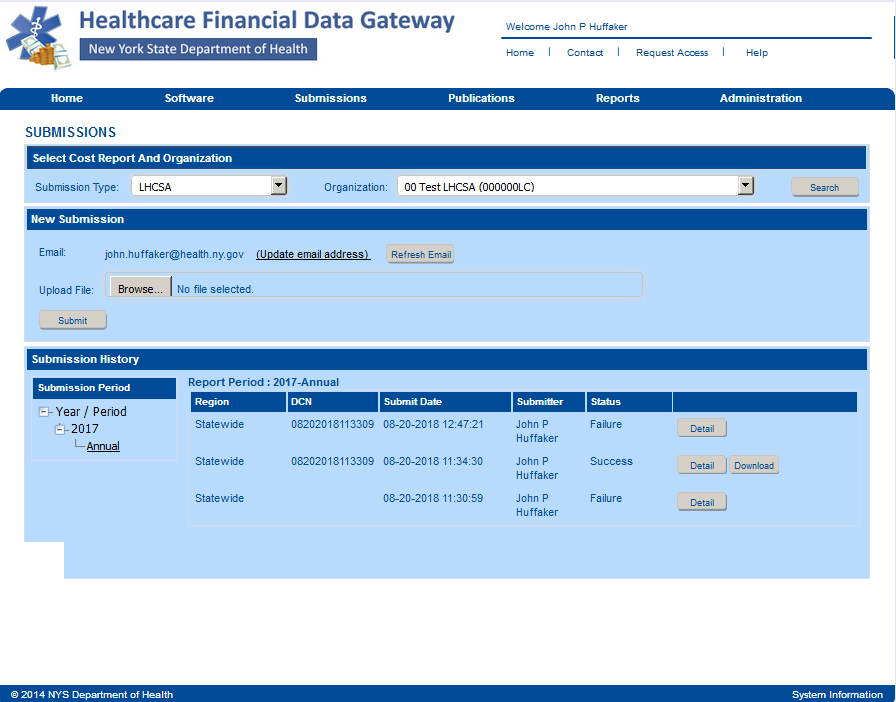 Healthcare Financial Data Gateway
New York State Department of Health
Welcome John P Huffaker
Home | Contact | Request Access | Help
Home Software Submissions Publications Reports Administration
SUBMISSIONS
Select Cost Report And Organization
Submission Type: LHCSA Organization: 00 Test LHCSA (000000LC) Search
New Submission
Email: john.huffaker@health.ny.gov (Update email address) Refresh Email
Upload File: Browse... No file selected.
Submit
Submission History
Submission Period
Year / Period
2017
Annual
Report Period : 2017-Annual
Region DCN Submit Date Submitter Status
Statewide 08202018113309 08-20-2018 12:47:21 John P Failure Detail
Huffaker
Statewide 08202018113309 08-20-2018 11:34:30 John P Success Detail Download
Huffaker
Statewide 08-20-2018 11:30:59 John P Failure Detail
Huffaker
© 2014 NYS Department of Health System Information